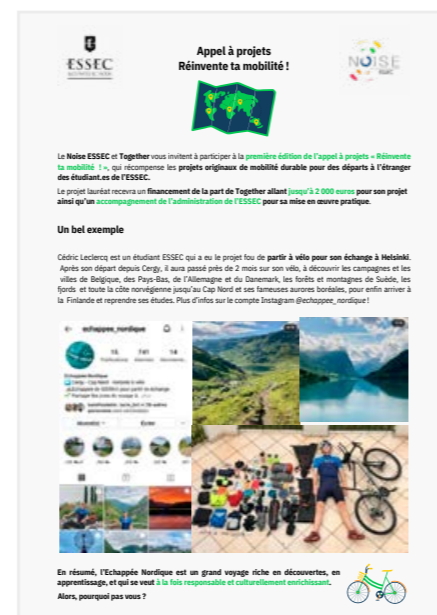 ESSEC
NOISE
ESSEC
Appel à projets
Réinvente ta mobilité !
Le Noise ESSEC et Together vous invitent à participer à la première édition de l'appel à projets « Réinvente
ta mobilité ! », qui récompense les projets originaux de mobilité durable pour des départs à l'étranger
des étudiant.es de l'ESSEC.
Le projet lauréat recevra un financement de la part de Together allant jusqu'à 2 000 euros pour son projet
ainsi qu'un accompagnement de l'administration de l'ESSEC pour sa mise en œuvre pratique.
Un bel exemple
Cédric Leclercq est un étudiant ESSEC qui a eu le projet fou de partir à vélo pour son échange à Helsinki.
Après son départ depuis Cergy, il aura passé près de 2 mois sur son vélo, à découvrir les campagnes et les
villes de Belgique, des Pays-Bas, de l'Allemagne et du Danemark, les forêts et montagnes de Suède, les
fjords et toute la côte norvégienne jusqu'au Cap Nord et ses fameuses aurores boréales, pour enfin arriver à
la Finlande et reprendre ses études. Plus d'infos sur le compte Instagram @echappee_nordique !
echappee_nordique
15 741 14
Echappée Nordique
En résumé, l'Echappée Nordique est un grand voyage riche en découvertes, en
apprentissage, et qui se veut à la fois responsable et culturellement enrichissant.
Alors, pourquoi pas vous ?